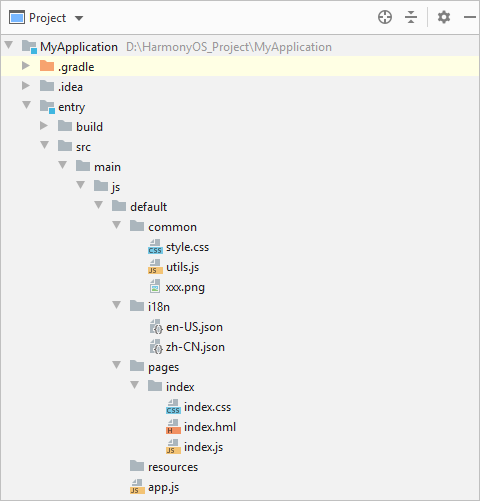 Project
MyApplication D:\HarmonyOS_Project\MyApplication
.gradle
.idea
entry
build
src
main
js
default
common
style.css
utils.js
xxx.png
i18n
en-US.json
zh-CN.json
pages
index
index.css
index.hml
index.js
resources
app.js